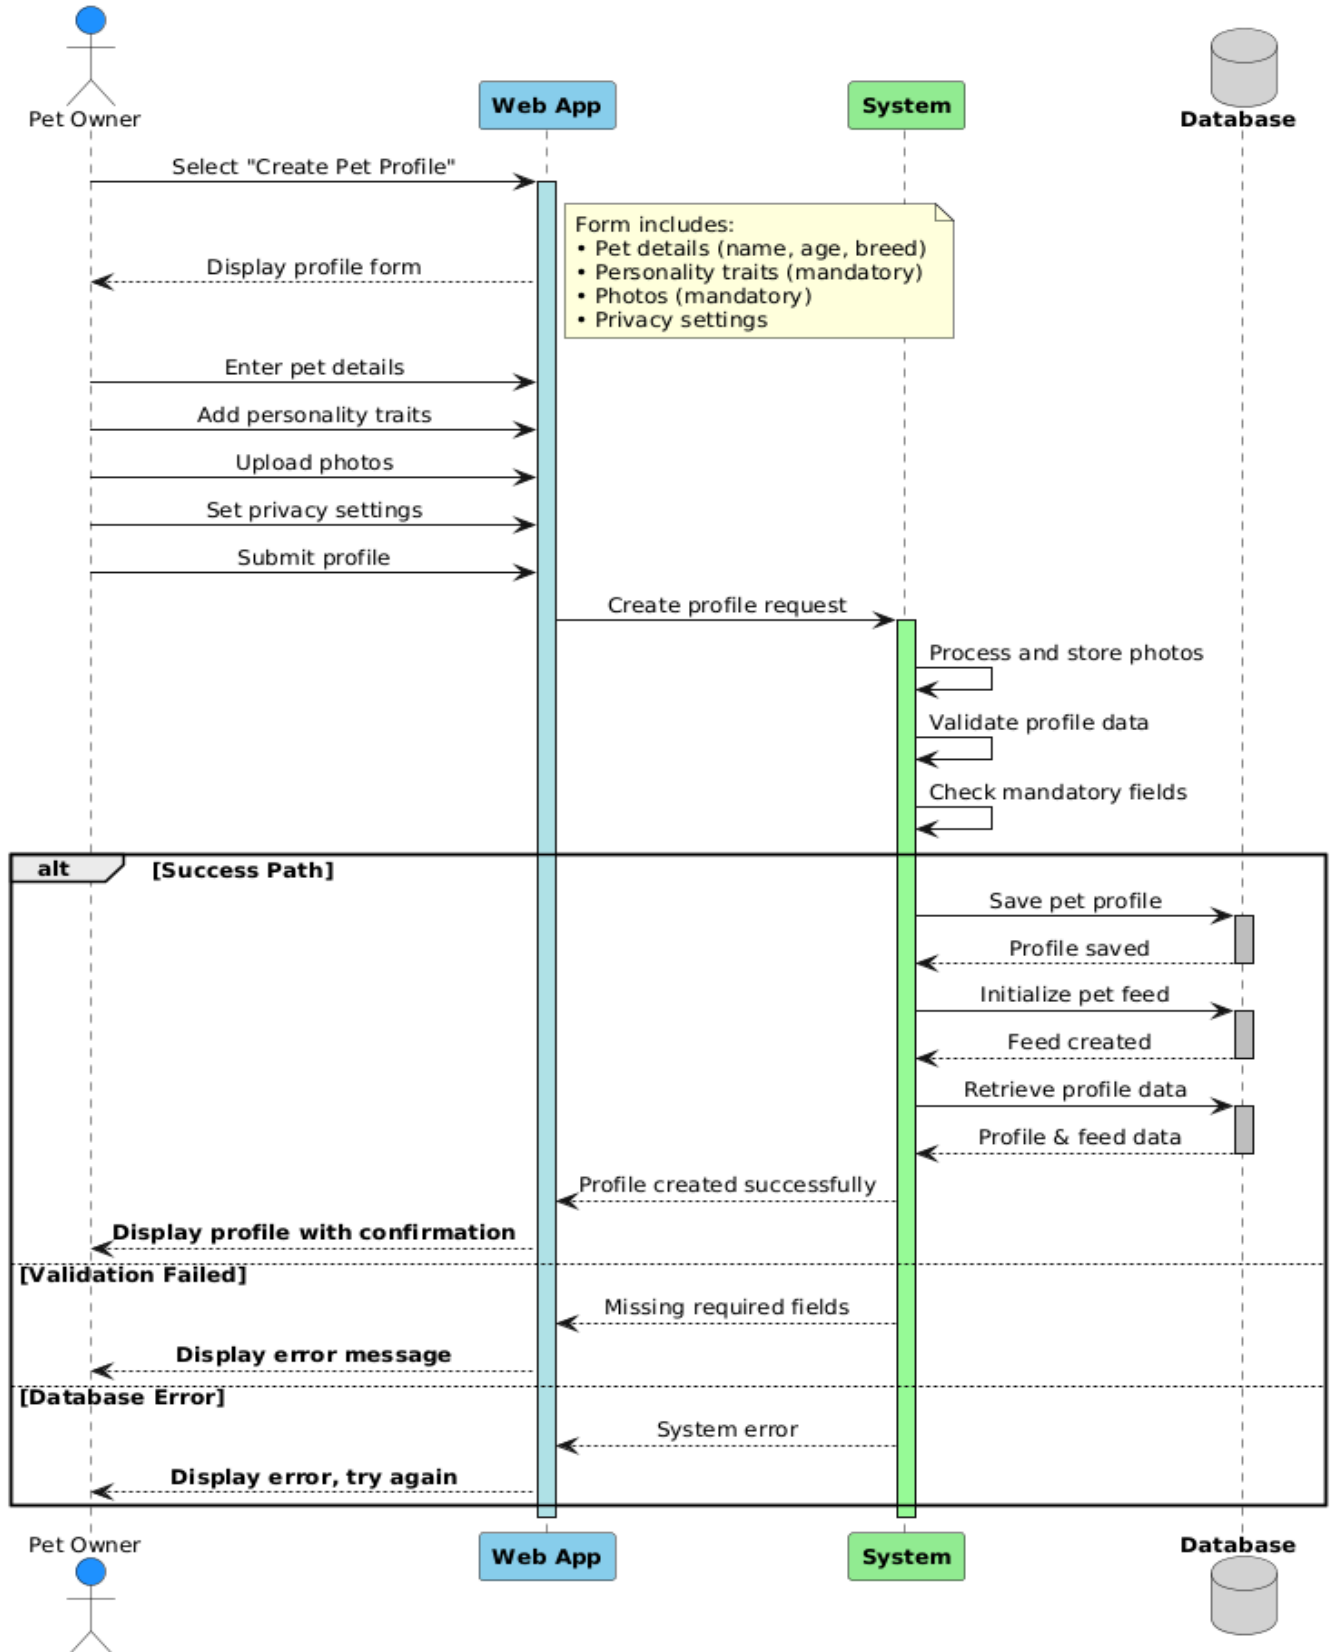 Pet Owner
Web App
System
Database
Select "Create Pet Profile"
Form includes:
• Pet details (name, age, breed)
• Personality traits (mandatory)
• Photos (mandatory)
• Privacy settings
Display profile form
Enter pet details
Add personality traits
Upload photos
Set privacy settings
Submit profile
Create profile request
Process and store photos
Validate profile data
Check mandatory fields
alt [Success Path]
Save pet profile
Profile saved
Initialize pet feed
Feed created
Retrieve profile data
Profile & feed data
Profile created successfully
Display profile with confirmation
[Validation Failed]
Missing required fields
Display error message
[Database Error]
System error
Display error, try again
Pet Owner
Web App
System
Database